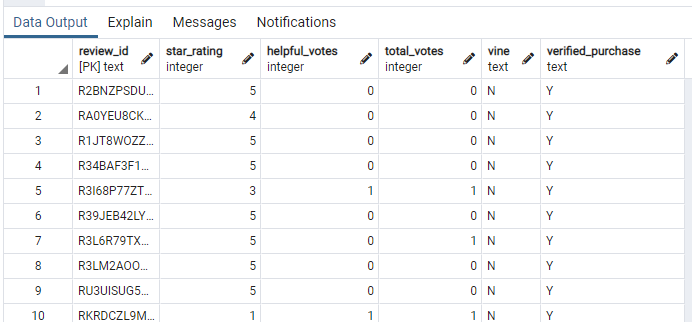 Data Output Explain Messages Notifications
review_id star_rating helpful_votes total_votes vine verified_purchase
[PK] text integer integer integer text text
1 R2BNZPSDU... 5 0 0 N Y
2 RA0YEU8CK... 4 0 0 N Y
3 R1JT8WOZZ... 5 0 0 N Y
4 R34BAF3F1... 5 0 0 N Y
5 R3I68P77ZT... 3 1 1 N Y
6 R39JEB42LY... 5 0 0 N Y
7 R3L6R79TX... 5 0 1 N Y
8 R3LM2AOO... 5 0 0 N Y
9 RU3UISUG5... 5 0 0 N Y
10 RKRDCZL9M... 1 1 1 N Y